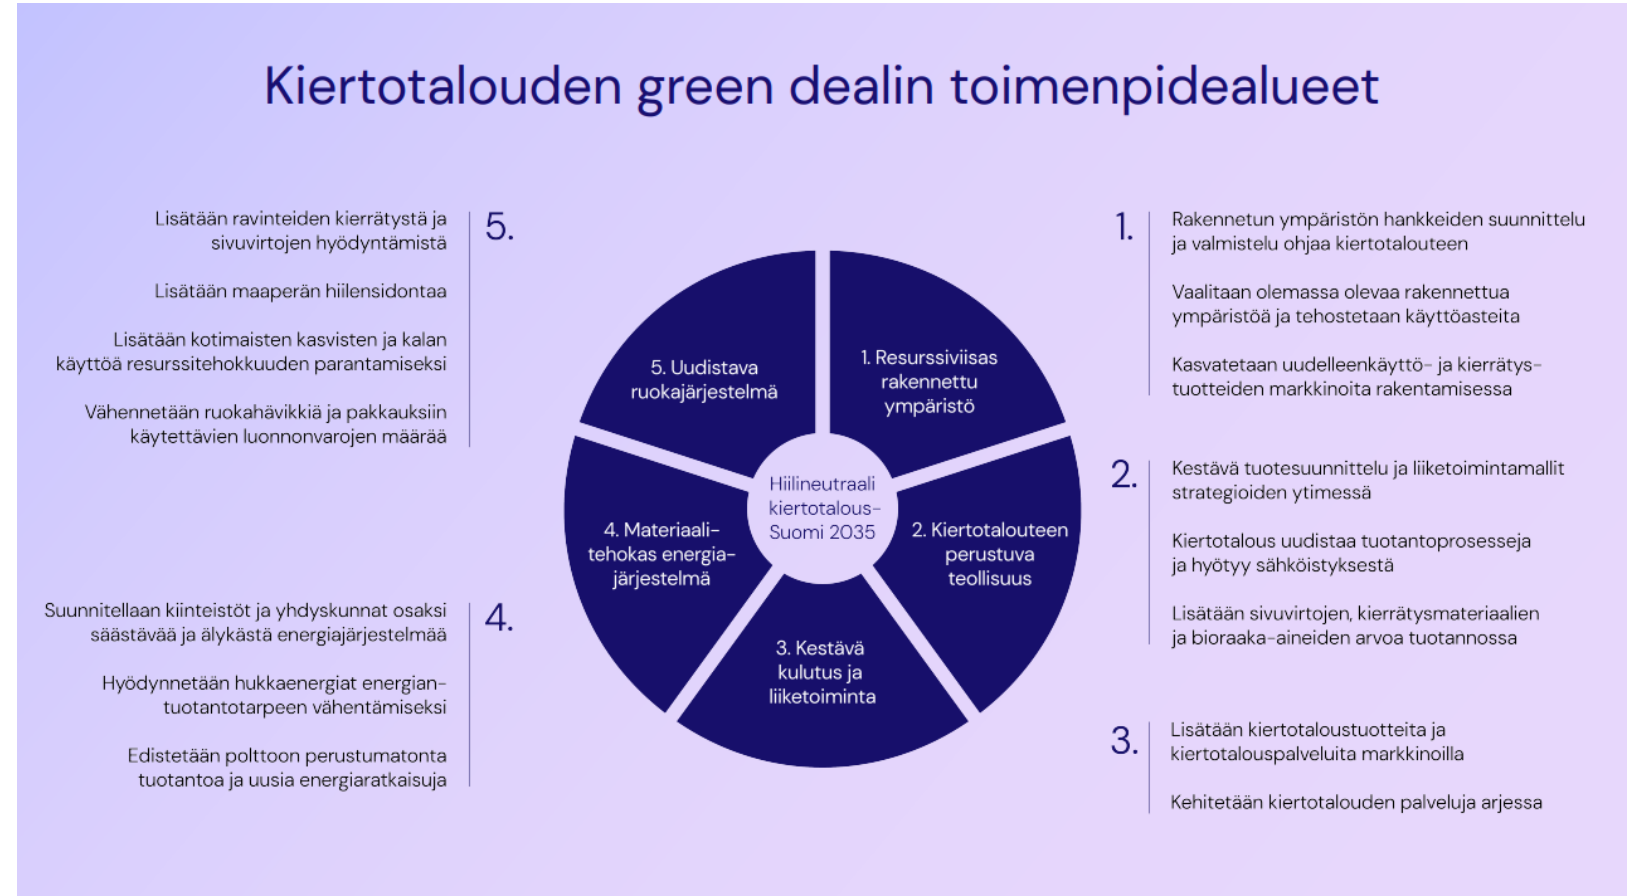 Kiertotalouden green dealin toimenpidealueet
1.
Rakennetun ympäristön hankkeiden suunnittelu
ja valmistelu ohjaa kiertotalouteen
Vaalitaan olemassa olevaa rakennettua
ympäristöä ja tehostetaan käyttöasteita
Kasvatetaan uudelleenkäyttö- ja kierrätys-
tuotteiden markkinoita rakentamisessa
2.
Kestävä tuotesuunnittelu ja liiketoimintamallit
strategioiden ytimessä
Kiertotalous uudistaa tuotantoprosesseja
ja hyötyy sähköistyksestä
Lisätään sivuvirtojen, kierrätysmateriaalien
ja bioraaka-aineiden arvoa tuotannossa
3.
Lisätään kiertotaloustuotteita ja
kiertotalouspalveluita markkinoilla
Kehitetään kiertotalouden palveluja arjessa
4.
Suunnitellaan kiinteistöt ja yhdyskunnat osaksi
säästävää ja älykästä energiajärjestelmää
Hyödynnetään hukkaenergiat energian-
tuotantotarpeen vähentämiseksi
Edistetään polttoon perustumatonta
tuotantoa ja uusia energiaratkaisuja
5.
Lisätään ravinteiden kierrätystä ja
sivuvirtojen hyödyntämistä
Lisätään maaperän hiilensidontaa
Lisätään kotimaisten kasvisten ja kalan
käyttöä resurssitehokkuuden parantamiseksi
Vähennetään ruokahävikkiä ja pakkauksiin
käytettävien luonnonvarojen määrää
1. Resurssiviisas
rakennettu
ympäristö
2. Kiertotalouteen
perustuva
teollisuus
3. Kestävä
kulutus ja
liiketoiminta
4. Materiaali-
tehokas energia-
järjestelmä
5. Uudistava
ruokajärjestelmä
Hiilineutraali
kiertotalous-
Suomi 2035